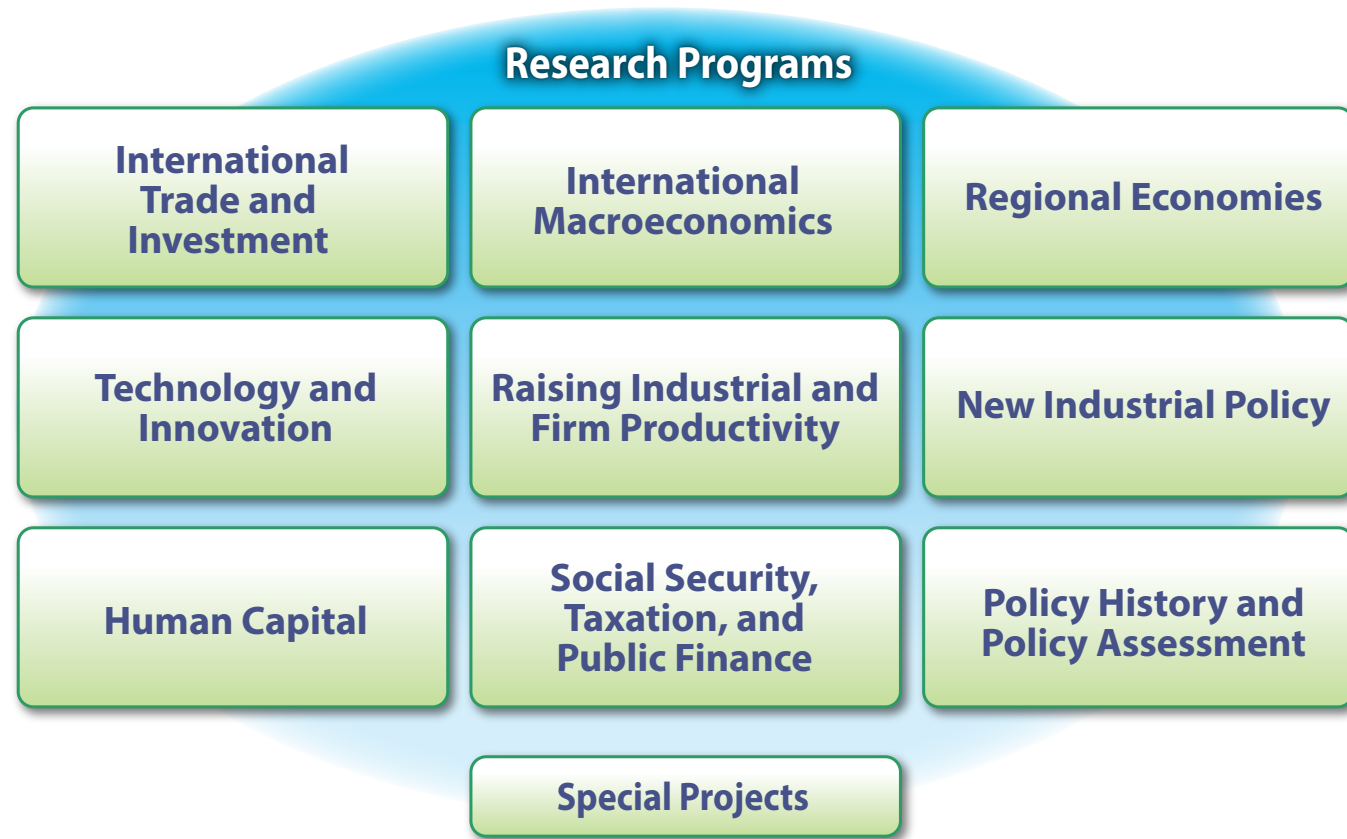 Research Programs
International
Trade and
Investment
International
Macroeconomics
Regional Economies
Technology and
Innovation
Raising Industrial and
Firm Productivity
New Industrial Policy
Human Capital
Social Security,
Taxation, and
Public Finance
Policy History and
Policy Assessment
Special Projects